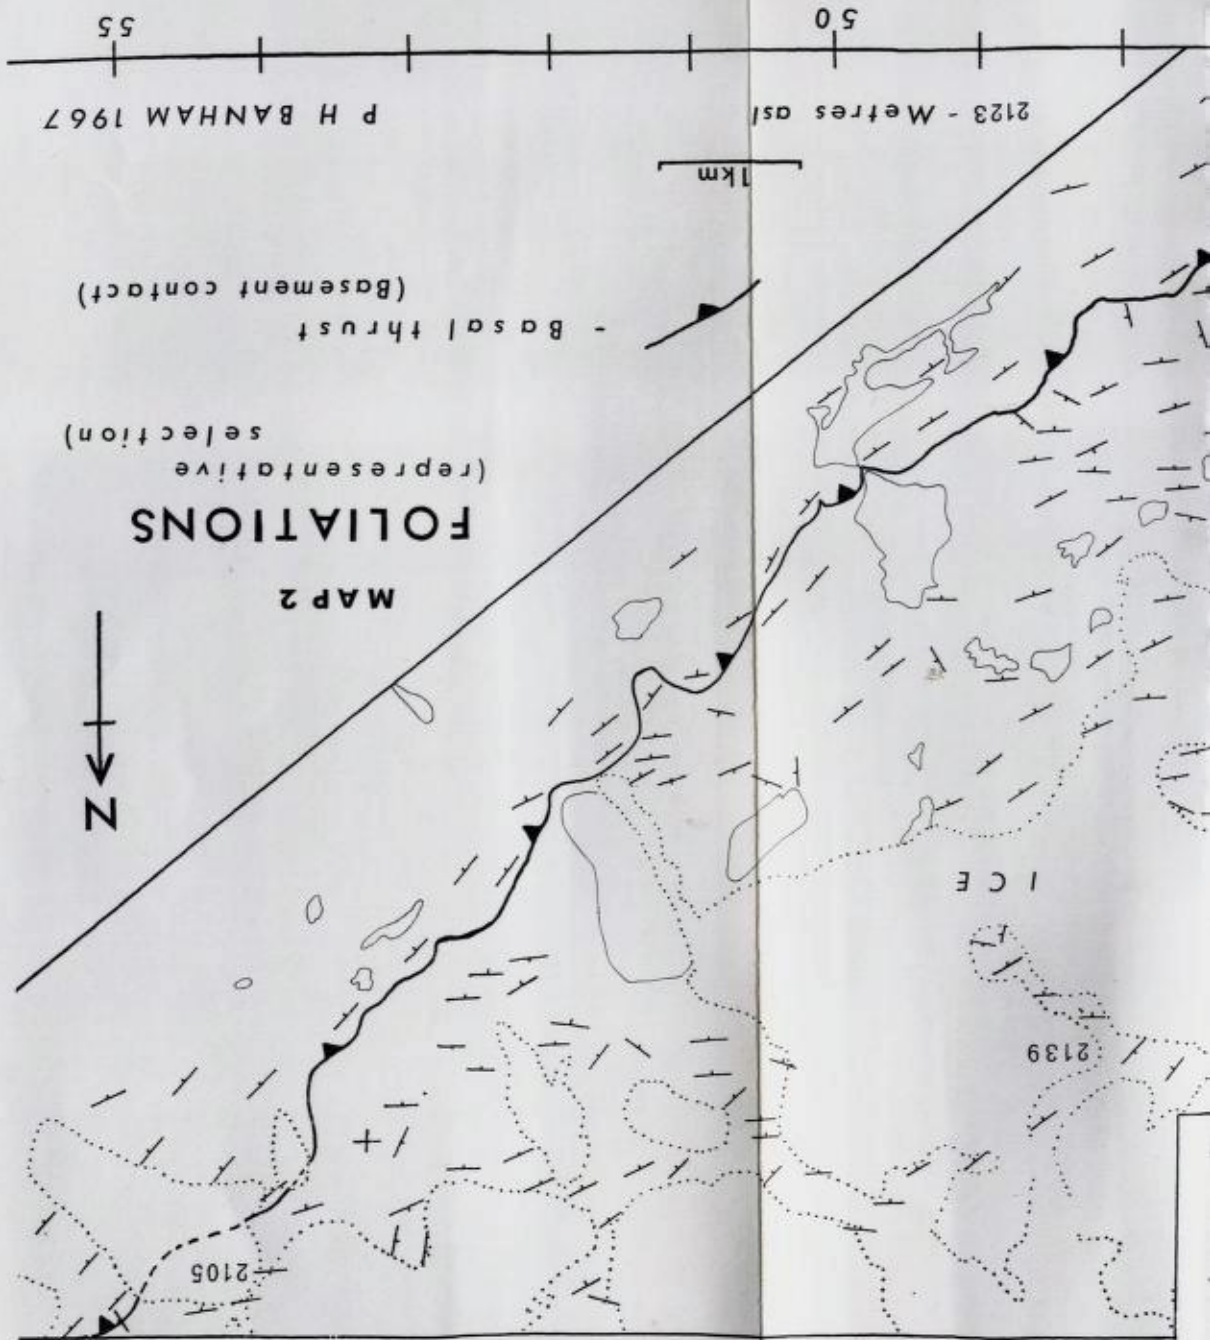 2105
2139
ICE
N
MAP 2
FOLIATIONS
(representative
selection)
- Basal thrust
(Basement contact)
1km
2123 - Metres asl
P H BANHAM 1967
50
55